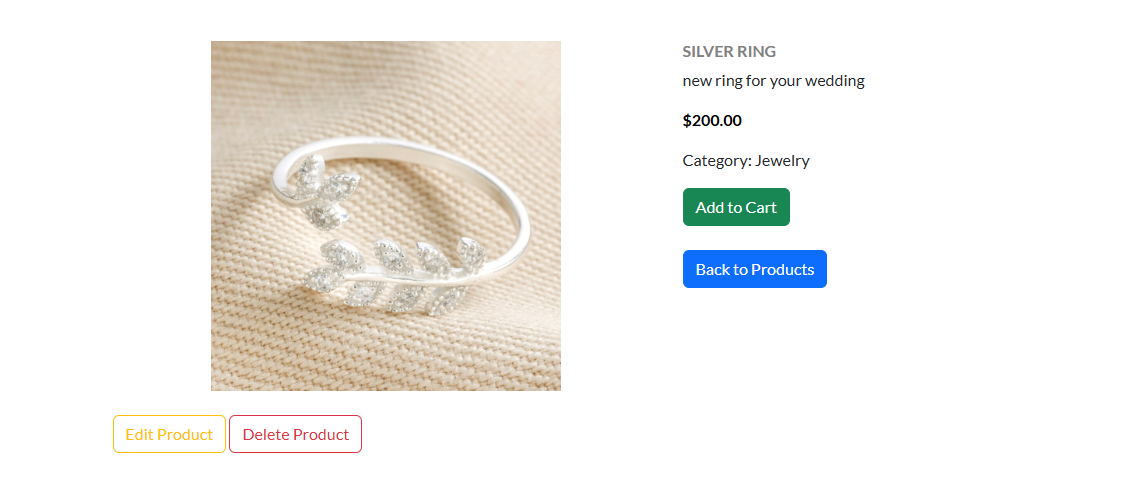 SILVER RING
new ring for your wedding
$200.00
Category: Jewelry
Add to Cart
Back to Products
Edit Product Delete Product